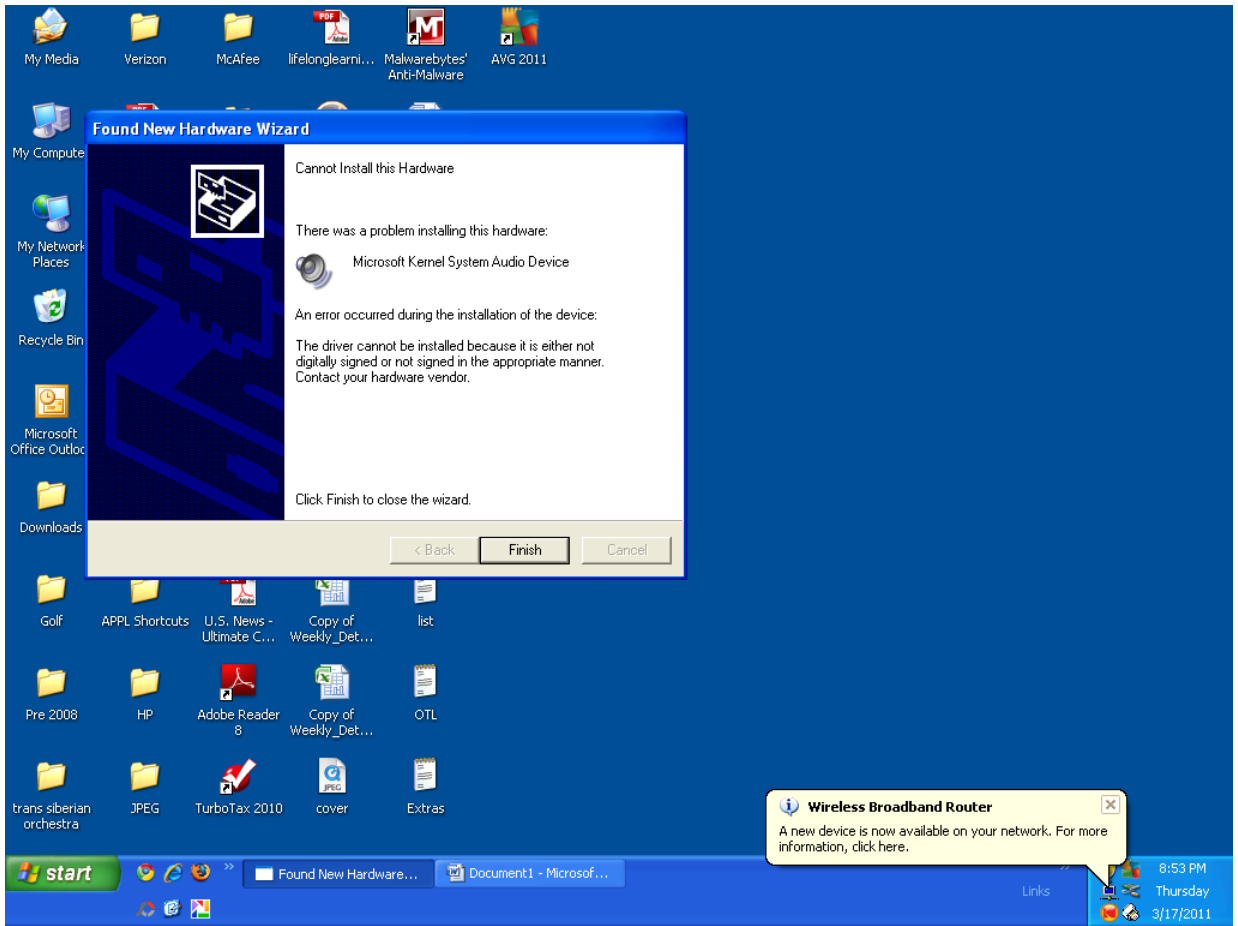 My Media
Verizon
McAfee
lifelonglearni...
Malwarebytes'
Anti-Malware
AVG 2011
My Compute
Found New Hardware Wizard
Cannot Install this Hardware
There was a problem installing this hardware:
Microsoft Kernel System Audio Device
An error occurred during the installation of the device:
The driver cannot be installed because it is either not
digitally signed or not signed in the appropriate manner.
Contact your hardware vendor.
Click Finish to close the wizard.
< Back
Finish
Cancel
My Network
Places
Recycle Bin
Microsoft
Office Outloo
Downloads
Golf
APPL Shortcuts
U.S. News -
Ultimate C...
Copy of
Weekly_Det...
list
Pre 2008
HP
Adobe Reader
8
Copy of
Weekly_Det...
OTL
trans siberian
orchestra
JPEG
TurboTax 2010
JPEG
cover
Extras
Wireless Broadband Router
A new device is now available on your network. For more
information, click here.
start
Found New Hardware...
Document1 - Microsof...
Links
8:53 PM
Thursday
3/17/2011